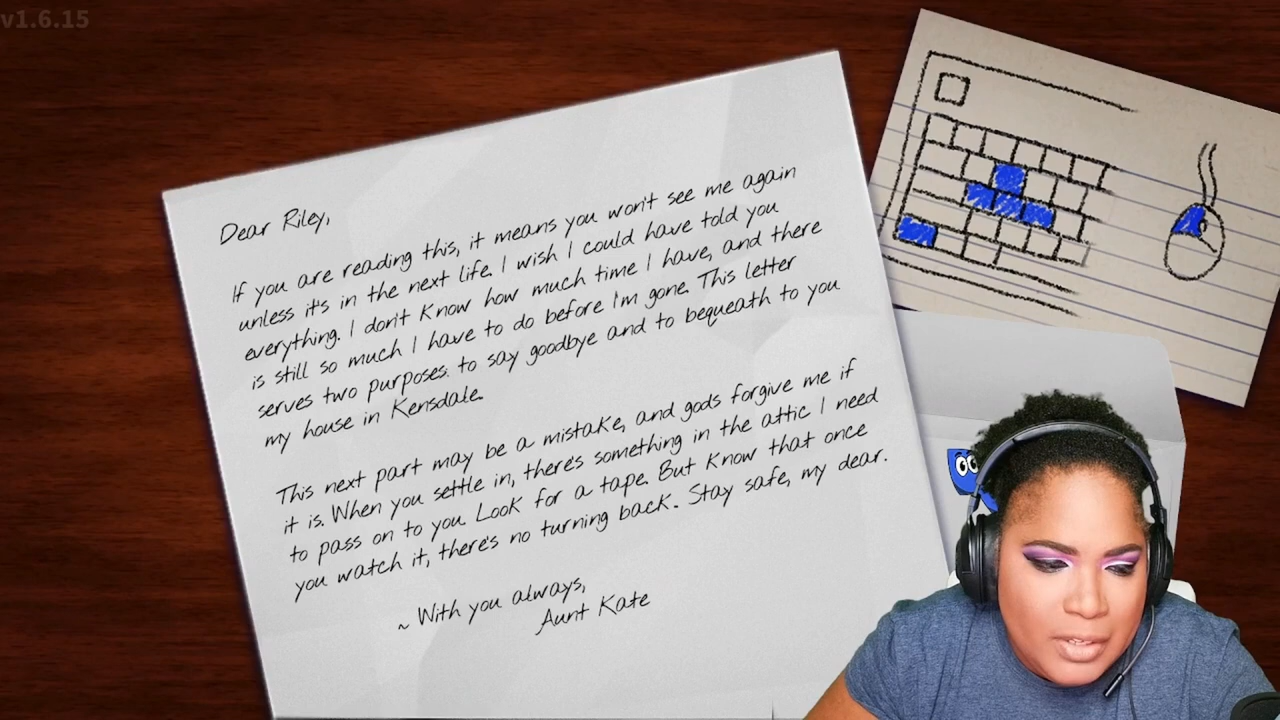 v1.6.15
Dear Riley,
If you are reading this, it means you won't see me again
unless it's in the next life. I wish I could have told you
everything. I don't know how much time I have, and there
is still so much I have to do before I'm gone. This letter
serves two purposes: to say goodbye and to bequeath to you
my house in Kensdale.
This next part may be a mistake, and gods forgive me if
it is. When you settle in, there's something in the attic I need
to pass on to you. Look for a tape. But know that once
you watch it, there's no turning back. Stay safe, my dear.
~ With you always,
Aunt Kate